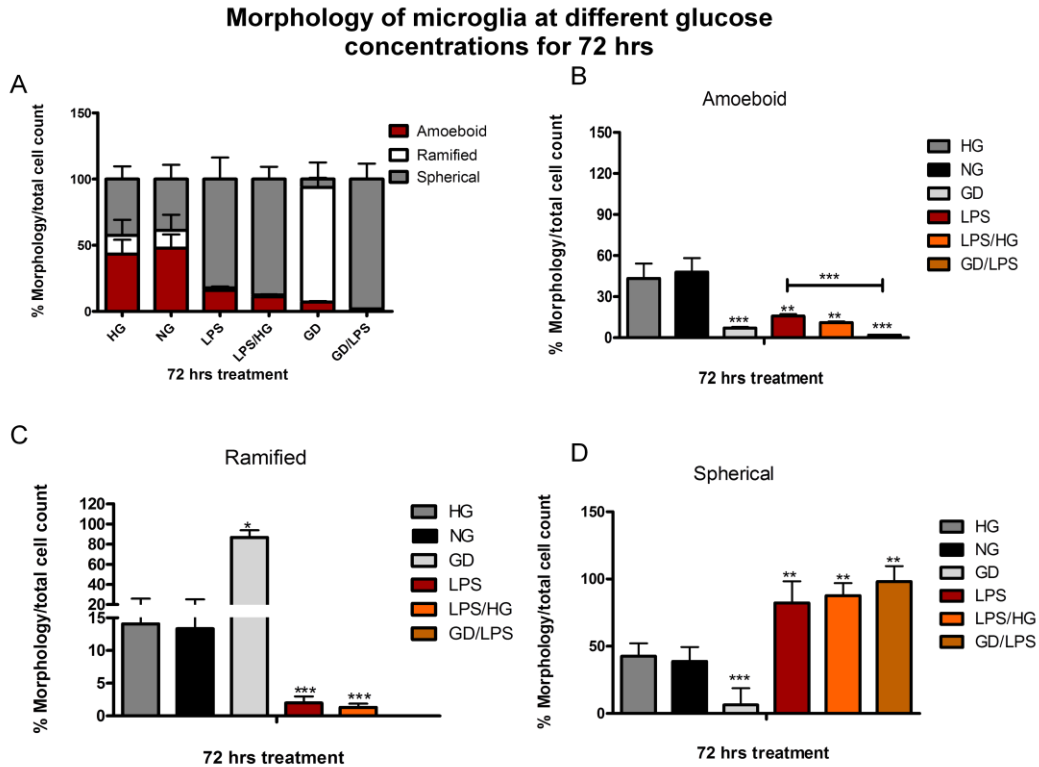 Morphology of microglia at different glucose
concentrations for 72 hrs
A
% Morphology/total cell count
150
100
50
0
HG
NG
LPS
LPS/HG
GD
GD/LPS
72 hrs treatment
Amoeboid
Ramified
Spherical
B
Amoeboid
% Morphology/total cell count
150
120
90
60
30
0
***
**
**
***
***
72 hrs treatment
HG
NG
GD
LPS
LPS/HG
GD/LPS
C
Ramified
% Morphology/total cell count
120
100
80
60
40
20
15
10
5
0
*
***
***
72 hrs treatment
HG
NG
GD
LPS
LPS/HG
GD/LPS
D
Spherical
% Morphology/total cell count
150
100
50
0
***
**
**
**
72 hrs treatment
HG
NG
GD
LPS
LPS/HG
GD/LPS